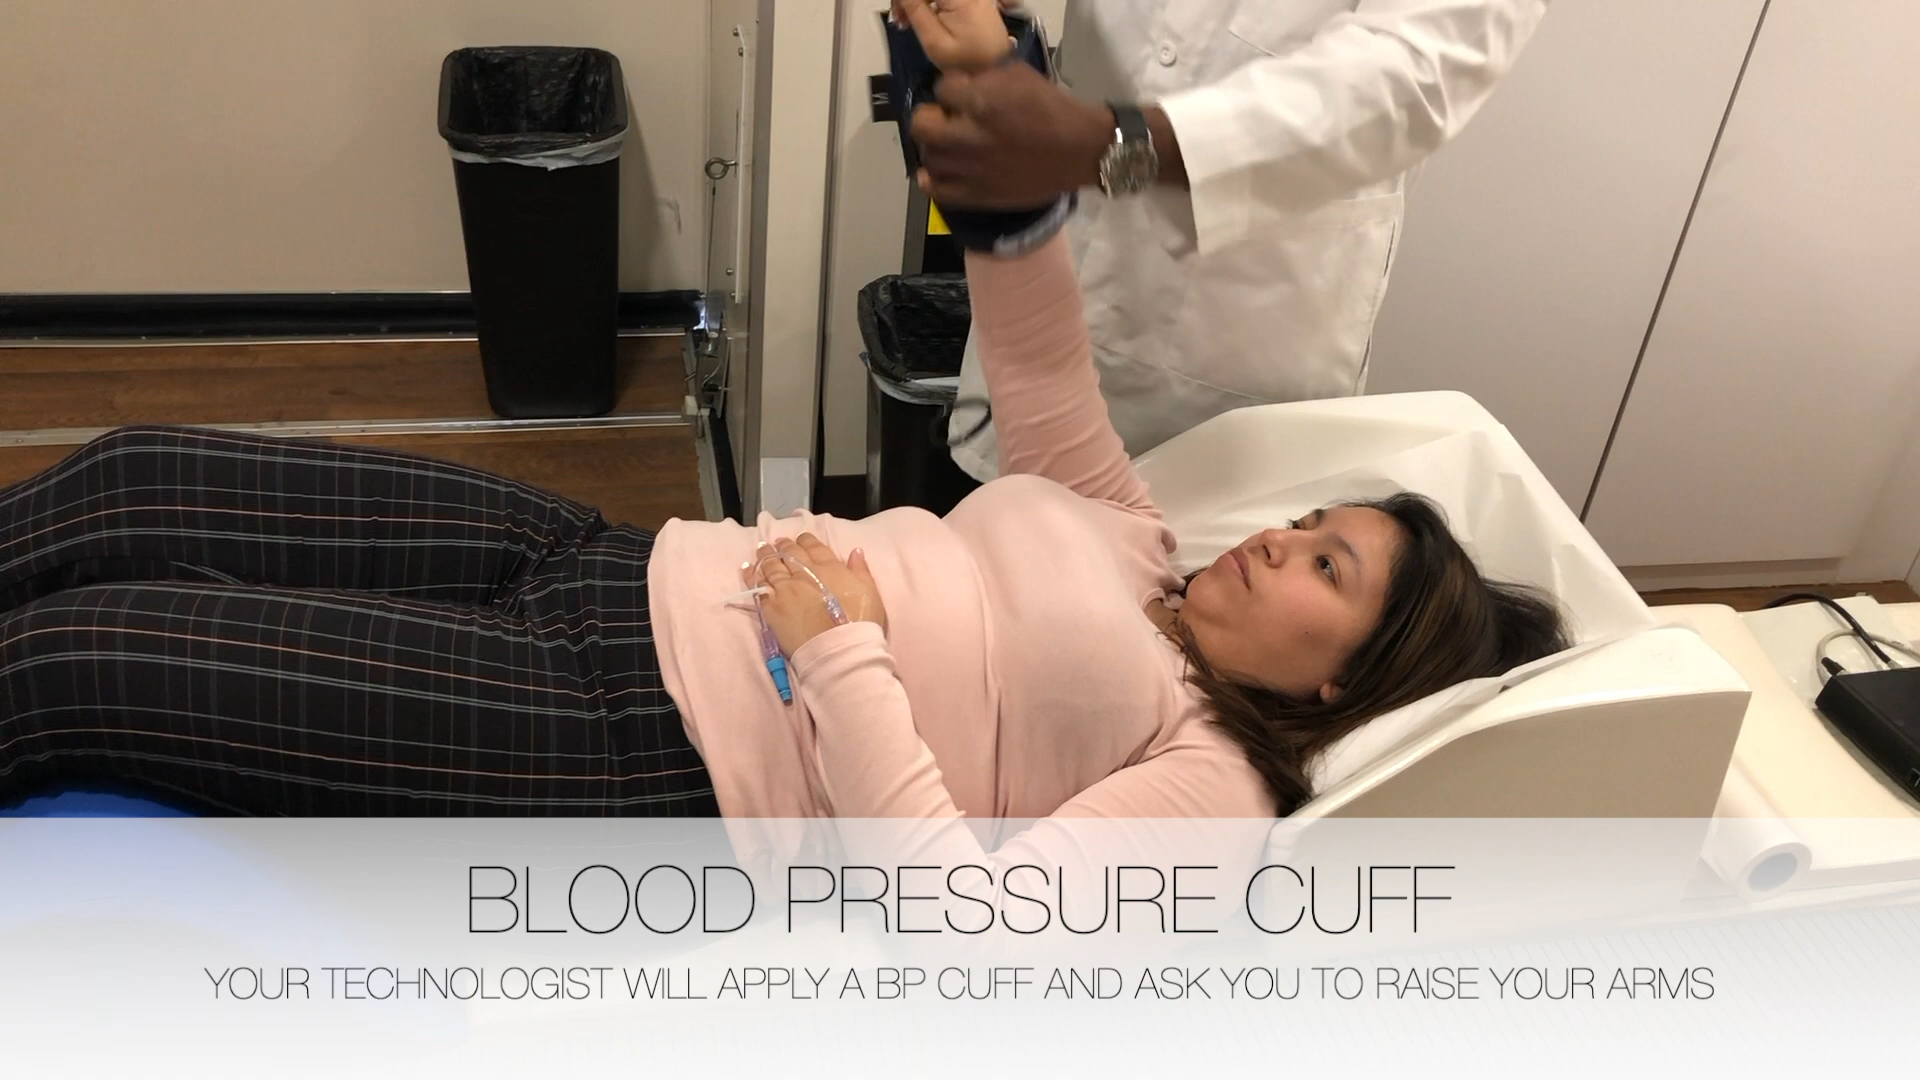 BLOOD PRESSURE CUFF
YOUR TECHNOLOGIST WILL APPLY A BP CUFF AND ASK YOU TO RAISE YOUR ARMS